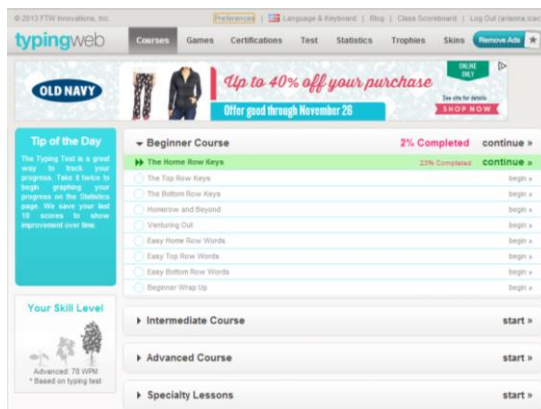 © 2013 FTW Innovations, Inc.
Preferences | Language & Keyboard | Blog | Class Scoreboard | Log Out (arianna.
typingweb
Courses Games Certifications Test Statistics Trophies Skins Remove Ads
OLD NAVY
Up to 40% off your purchase
Offer good through November 26
ONLINE ONLY
See site for details
SHOP NOW
Tip of the Day
The Typing Test is a great
way to track your
progress. Take it twice to
begin graphing your
progress on the Statistics
page. We save your last
10 scores to show
improvement over time.
Your Skill Level
Advanced: 78 WPM
* Based on typing test
Beginner Course 2% Completed continue »
The Home Row Keys 23% Completed continue »
The Top Row Keys begin »
The Bottom Row Keys begin »
Homerow and Beyond begin »
Venturing Out begin »
Easy Home Row Words begin »
Easy Top Row Words begin »
Easy Bottom Row Words begin »
Beginner Wrap Up begin »
Intermediate Course start »
Advanced Course start »
Specialty Lessons start »